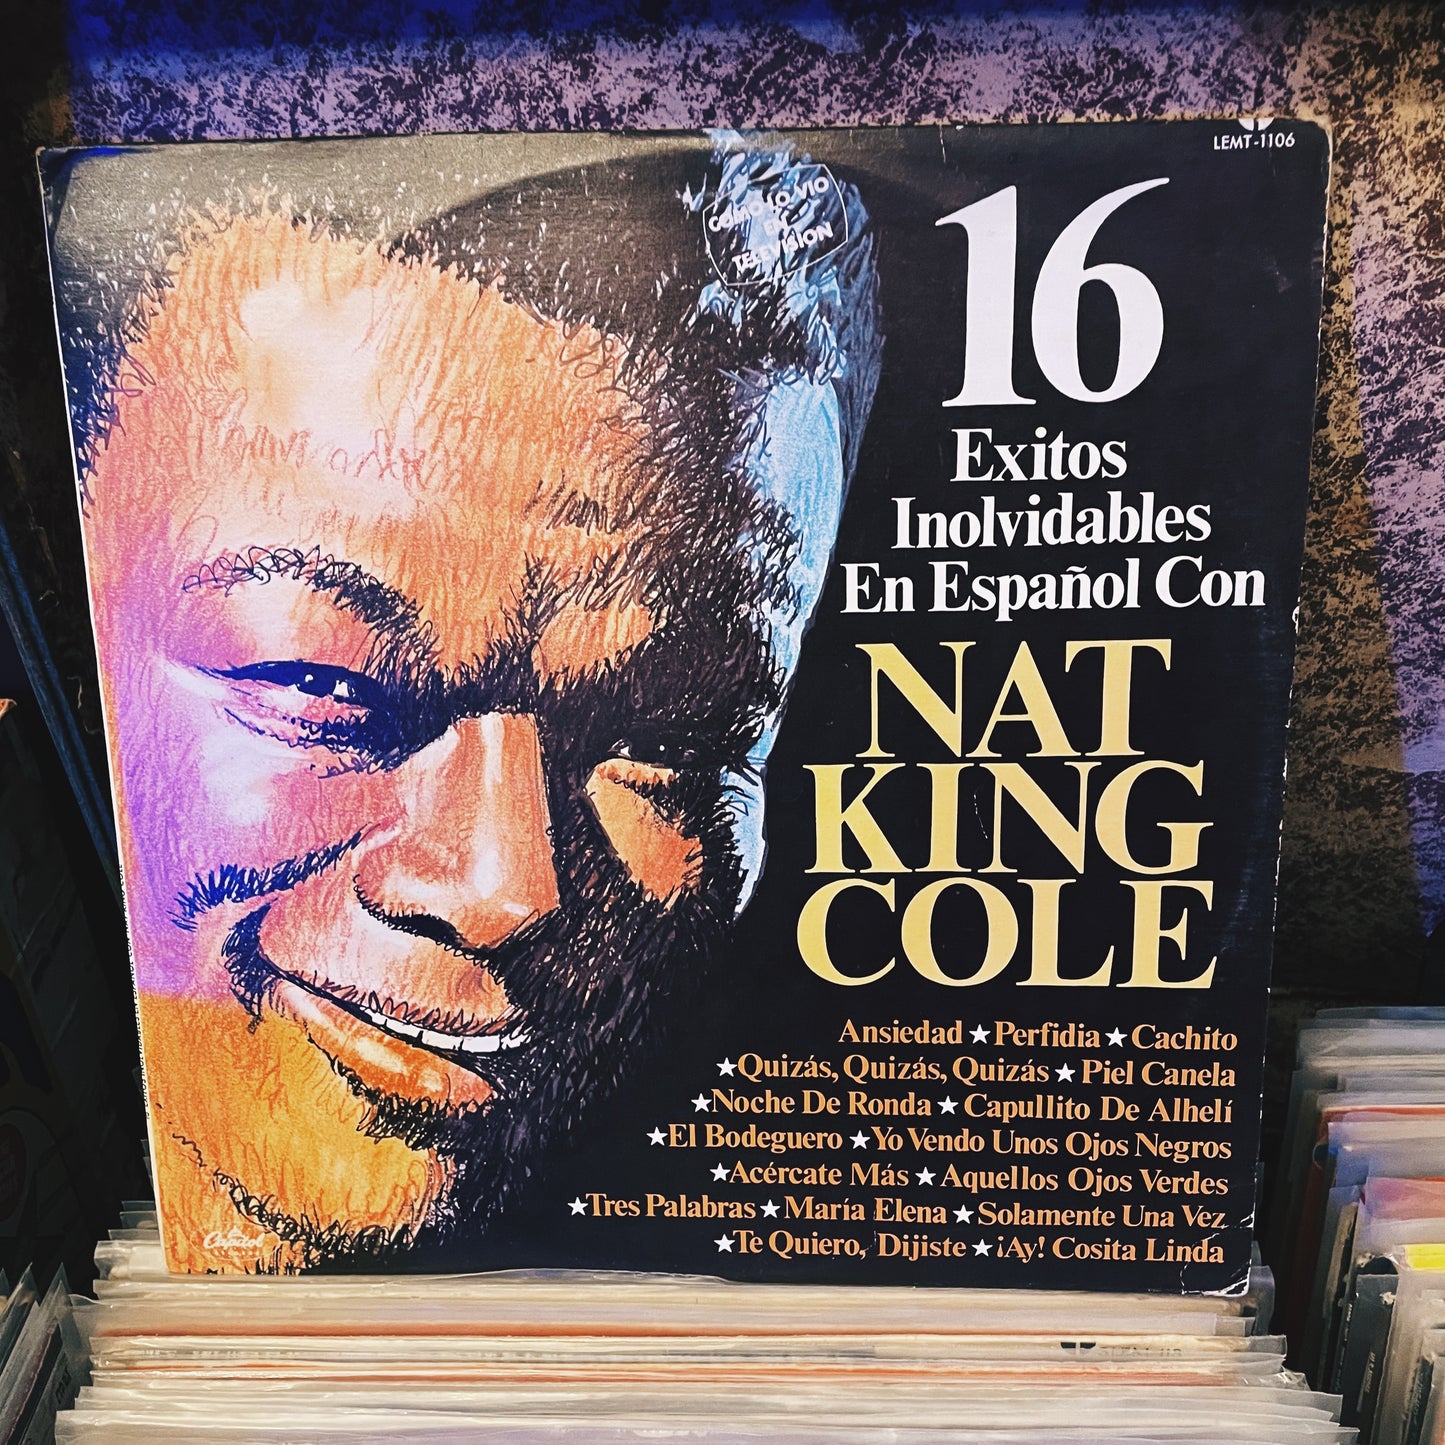 LEMT-1106
COMO LO VIO
EN
TELEVISION
16
Exitos
Inolvidables
En Español Con
NAT
KING
COLE
Ansiedad ★ Perfidia ★ Cachito
★ Quizás, Quizás, Quizás ★ Piel Canela
★ Noche De Ronda ★ Capullito De Alhelí
★ El Bodeguero ★ Yo Vendo Unos Ojos Negros
★ Acércate Más ★ Aquellos Ojos Verdes
★ Tres Palabras ★ María Elena ★ Solamente Una Vez
★ Te Quiero, Dijiste ★ ¡Ay! Cosita Linda
Capitol